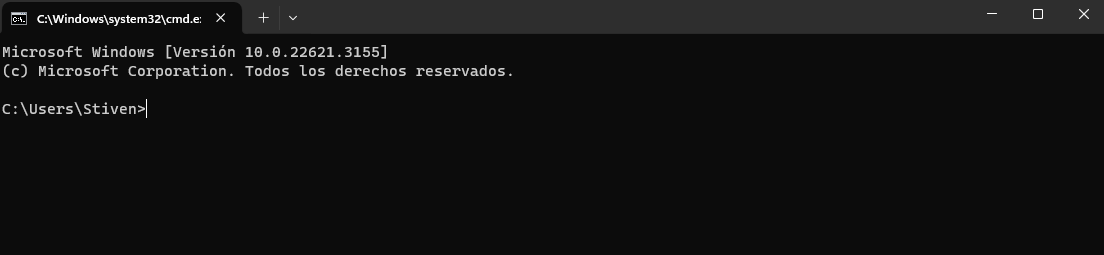 C:\Windows\system32\cmd.e
Microsoft Windows [Versión 10.0.22621.3155]
(c) Microsoft Corporation. Todos los derechos reservados.
C:\Users\Stiven>